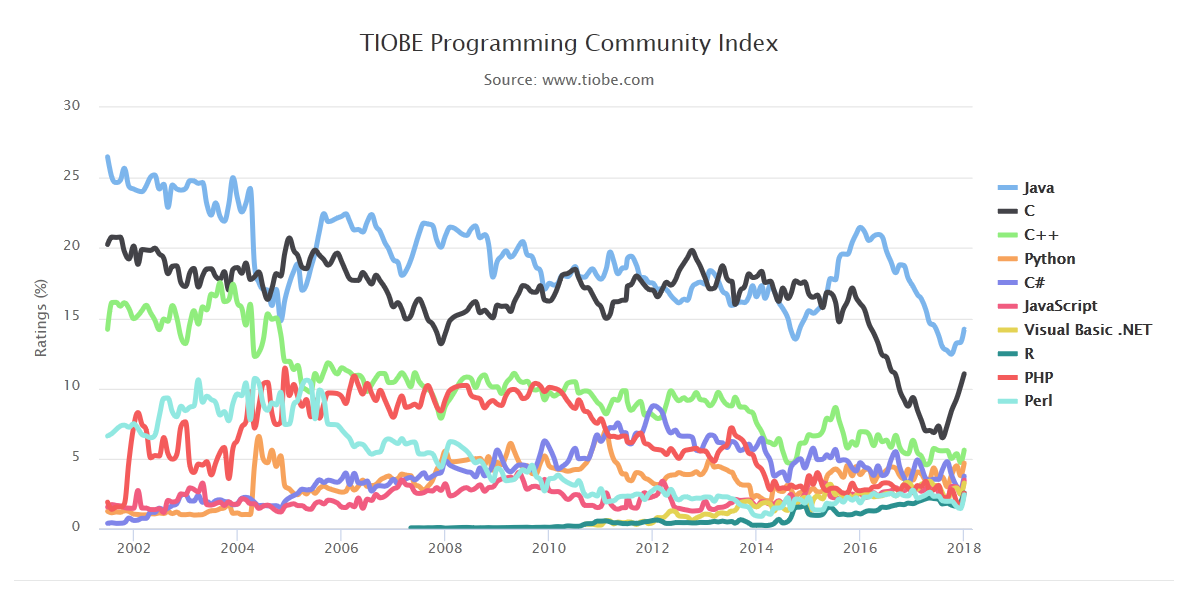 TIOBE Programming Community Index
Source: www.tiobe.com
Ratings (%)
30
25
20
15
10
5
0
2002 2004 2006 2008 2010 2012 2014 2016 2018
Java
C
C++
Python
C#
JavaScript
Visual Basic .NET
R
PHP
Perl